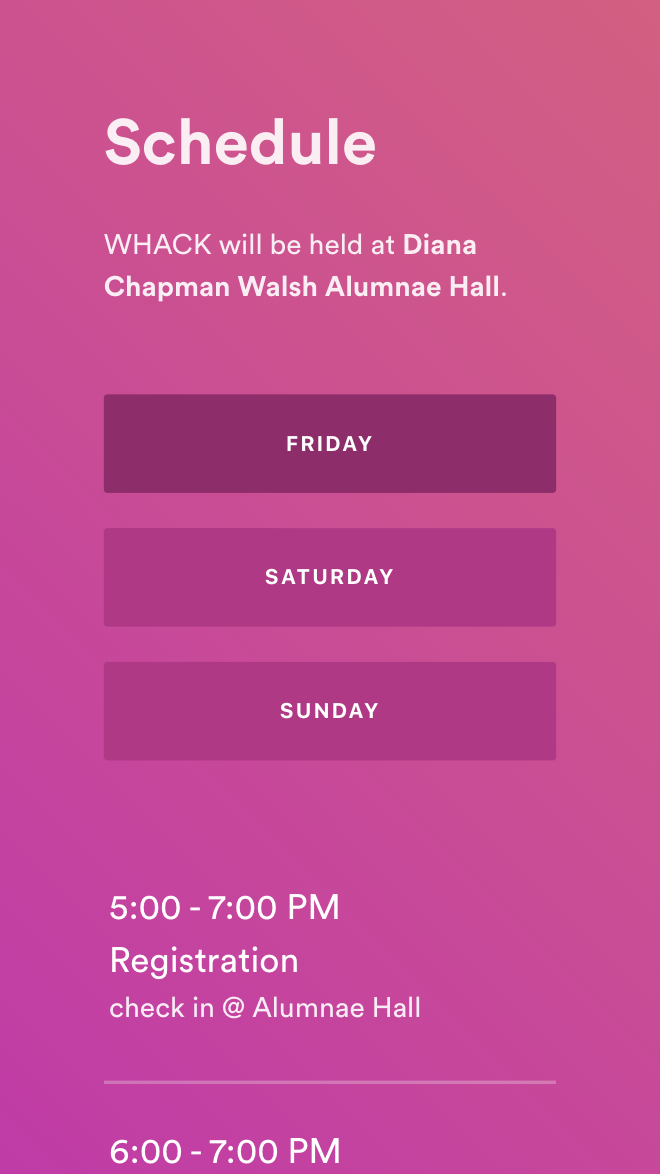 Schedule
WHACK will be held at Diana
Chapman Walsh Alumnae Hall.
FRIDAY
SATURDAY
SUNDAY
5:00 - 7:00 PM
Registration
check in @ Alumnae Hall
6:00 - 7:00 PM